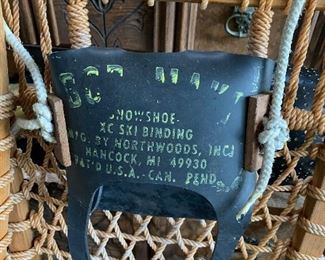 SNOWSHOE-
XC SKI BINDING
MFG. BY NORTHWOODS, INC.
HANCOCK, MI 49930
PAT'D U.S.A.-CAN. PEND.